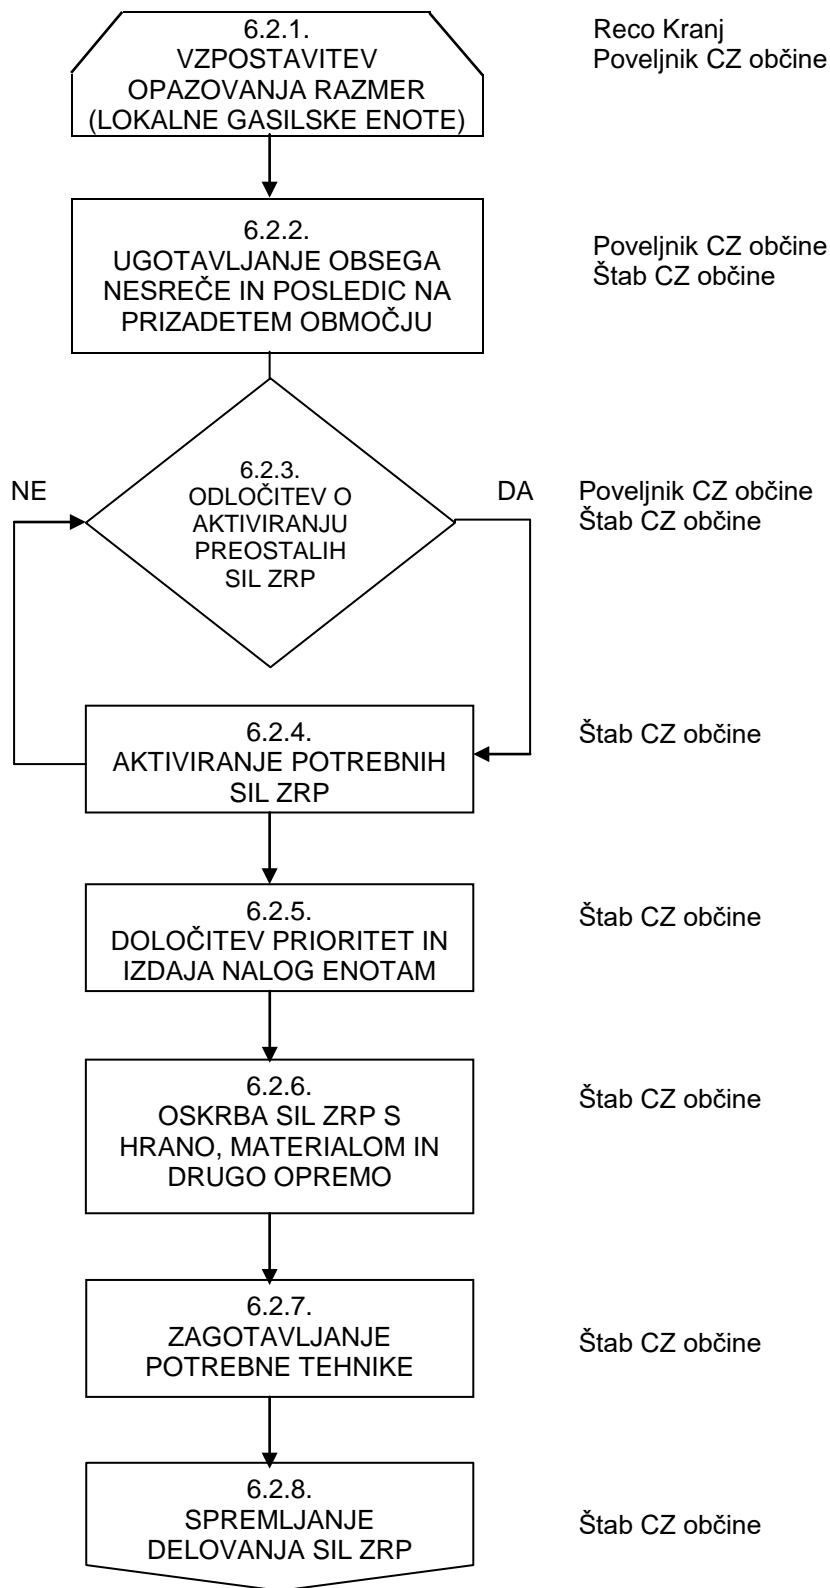 6.2.1.
VZPOSTAVITEV
OPAZOVANJA RAZMER
(LOKALNE GASILSKE ENOTE)
Reco Kranj
Poveljnik CZ občine
6.2.2.
UGOTAVLJANJE OBSEGA
NESREČE IN POSLEDIC NA
PRIZADETEM OBMOČJU
Poveljnik CZ občine
Štab CZ občine
NE
6.2.3.
ODLOČITEV O
AKTIVIRANJU
PREOSTALIH
SIL ZRP
DA
Poveljnik CZ občine
Štab CZ občine
6.2.4.
AKTIVIRANJE POTREBNIH
SIL ZRP
Štab CZ občine
6.2.5.
DOLOČITEV PRIORITET IN
IZDAJA NALOG ENOTAM
Štab CZ občine
6.2.6.
OSKRBA SIL ZRP S
HRANO, MATERIALOM IN
DRUGO OPREMO
Štab CZ občine
6.2.7.
ZAGOTAVLJANJE
POTREBNE TEHNIKE
Štab CZ občine
6.2.8.
SPREMLJANJE
DELOVANJA SIL ZRP
Štab CZ občine